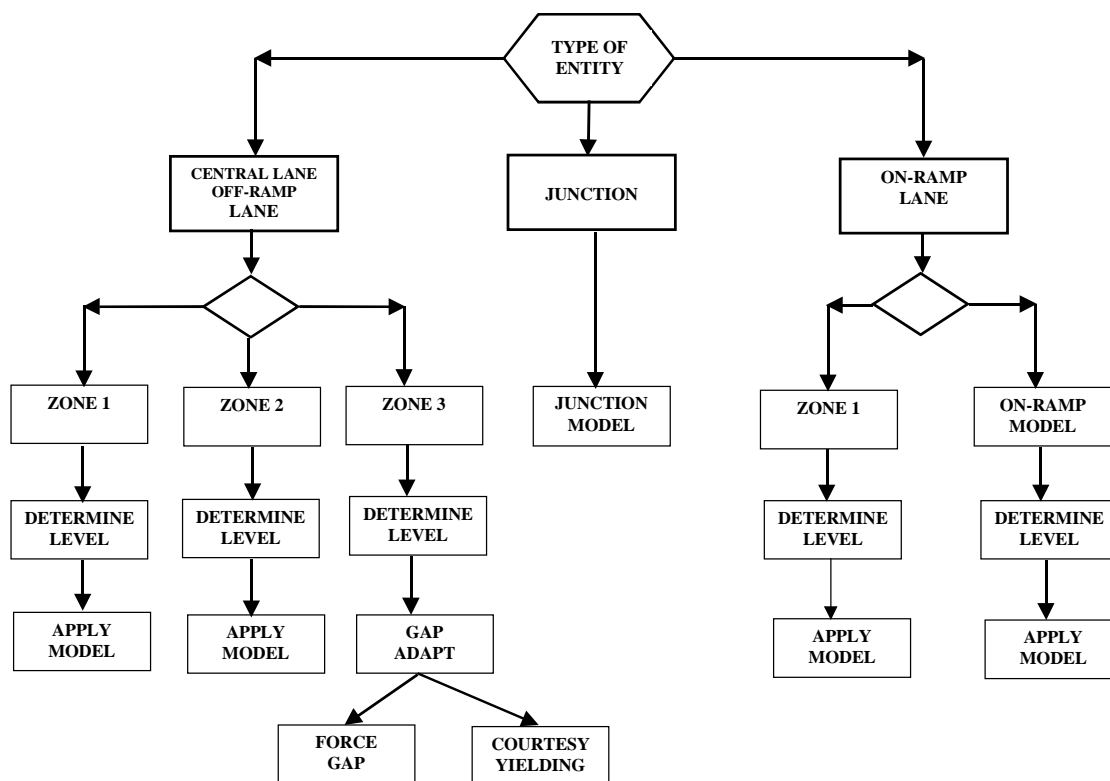 TYPE OF
ENTITY
CENTRAL LANE
OFF-RAMP
LANE
JUNCTION
ON-RAMP
LANE
ZONE 1
ZONE 2
ZONE 3
JUNCTION
MODEL
ZONE 1
ON-RAMP
MODEL
DETERMINE
LEVEL
DETERMINE
LEVEL
DETERMINE
LEVEL
DETERMINE
LEVEL
DETERMINE
LEVEL
APPLY
MODEL
APPLY
MODEL
GAP
ADAPT
APPLY
MODEL
APPLY
MODEL
FORCE
GAP
COURTESY
YIELDING